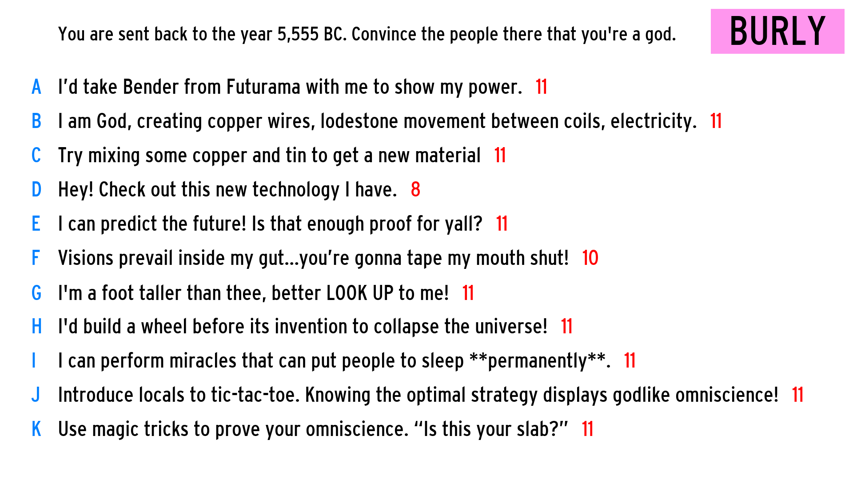 You are sent back to the year 5,555 BC. Convince the people there that you're a god.
BURLY
A I’d take Bender from Futurama with me to show my power. 11
B I am God, creating copper wires, lodestone movement between coils, electricity. 11
C Try mixing some copper and tin to get a new material 11
D Hey! Check out this new technology I have. 8
E I can predict the future! Is that enough proof for yall? 11
F Visions prevail inside my gut...you’re gonna tape my mouth shut! 10
G I'm a foot taller than thee, better LOOK UP to me! 11
H I'd build a wheel before its invention to collapse the universe! 11
I I can perform miracles that can put people to sleep **permanently**. 11
J Introduce locals to tic-tac-toe. Knowing the optimal strategy displays godlike omniscience! 11
K Use magic tricks to prove your omniscience. “Is this your slab?” 11